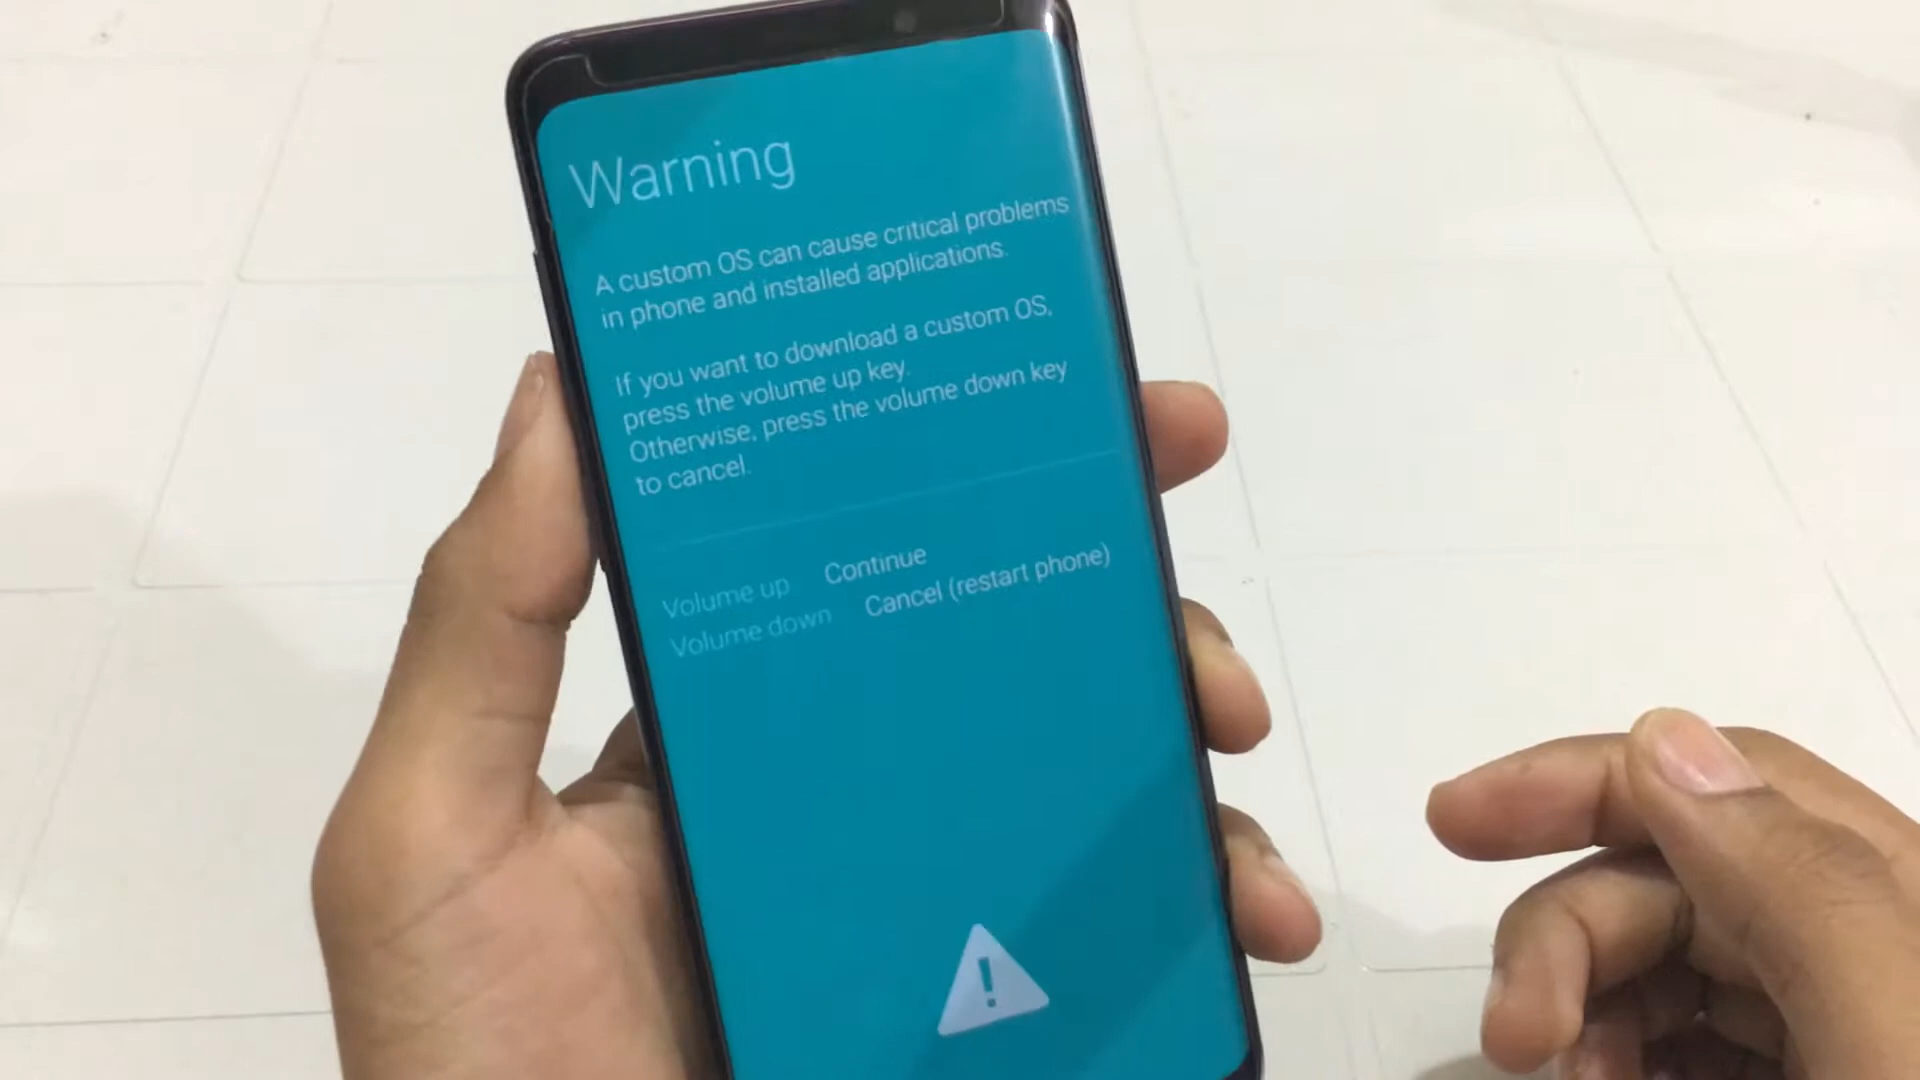 Warning
A custom OS can cause critical problems
in phone and installed applications.
If you want to download a custom OS,
press the volume up key.
Otherwise, press the volume down key
to cancel.
Volume up Continue
Volume down Cancel (restart phone)
!